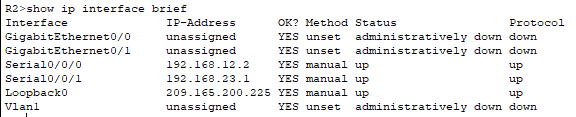 R2>show ip interface brief
Interface IP-Address OK? Method Status Protocol
GigabitEthernet0/0 unassigned YES unset administratively down down
GigabitEthernet0/1 unassigned YES unset administratively down down
Serial0/0/0 192.168.12.2 YES manual up up
Serial0/0/1 192.168.23.1 YES manual up up
Loopback0 209.165.200.225 YES manual up up
Vlan1 unassigned YES unset administratively down down